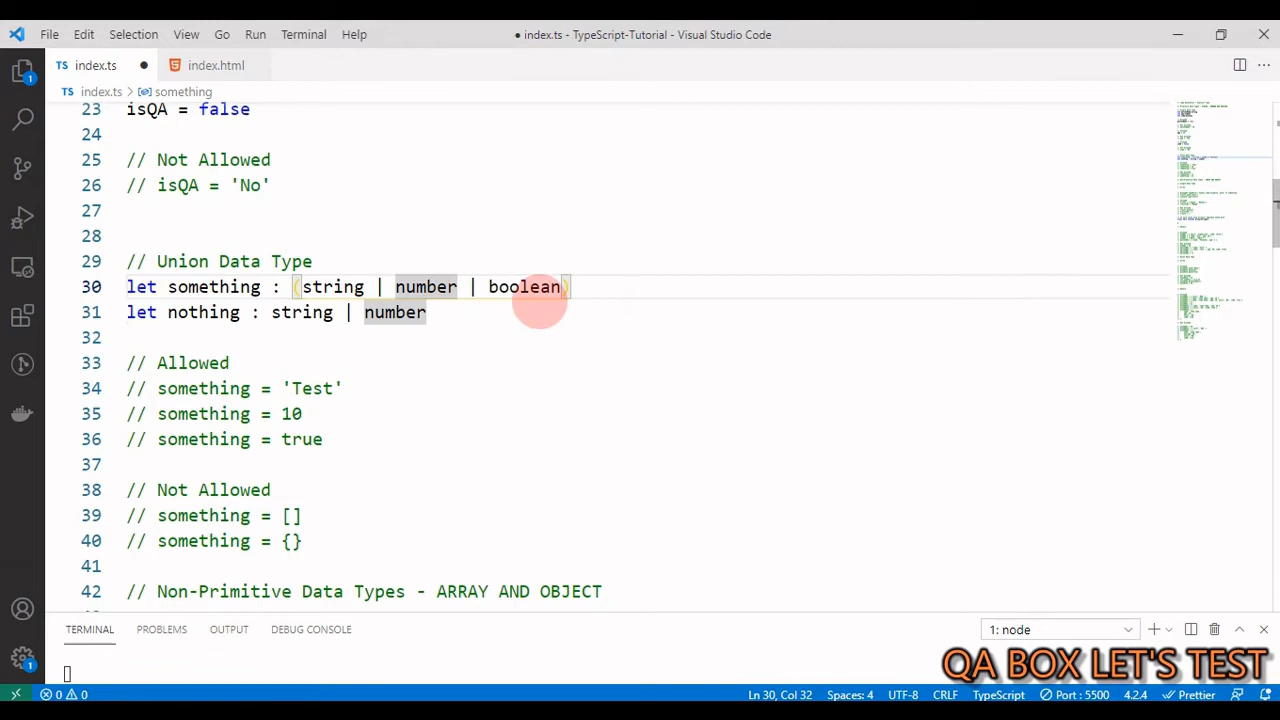 File Edit Selection View Go Run Terminal Help
● index.ts - TypeScript-Tutorial - Visual Studio Code
TS index.ts ● index.html
TS index.ts > something
23 isQA = false
24
25 // Not Allowed
26 // isQA = 'No'
27
28
29 // Union Data Type
30 let something : (string | number | boolean)
31 let nothing : string | number
32
33 // Allowed
34 // something = 'Test'
35 // something = 10
36 // something = true
37
38 // Not Allowed
39 // something = []
40 // something = {}
41
42 // Non-Primitive Data Types - ARRAY AND OBJECT
TERMINAL PROBLEMS OUTPUT DEBUG CONSOLE 1: node
QA BOX LET'S TEST
0 0 Ln 30, Col 32 Spaces: 4 UTF-8 CRLF TypeScript Port : 5500 4.2.4 Prettier